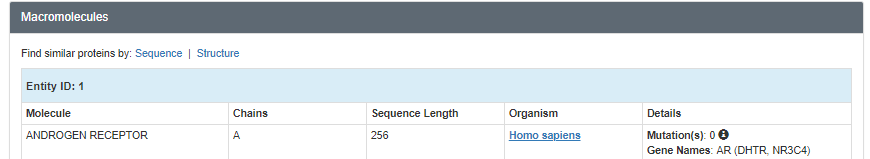 Macromolecules
Find similar proteins by: Sequence | Structure
Entity ID: 1
Molecule Chains Sequence Length Organism Details
ANDROGEN RECEPTOR A 256 Homo sapiens Mutation(s): 0
Gene Names: AR (DHTR, NR3C4)